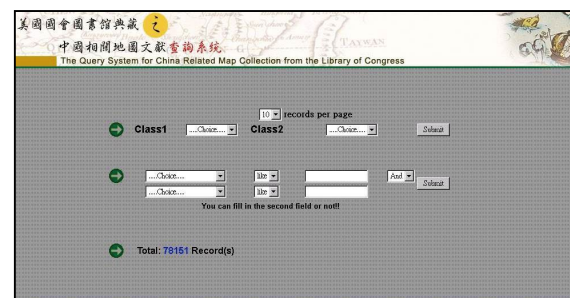 美國國會圖書館典藏 之
中國相關地圖文獻查詢系統
TAYWAN
The Query System for China Related Map Collection from the Library of Congress
10 records per page
Class1 ....Choice.... Class2 ....Choice.... Submit
....Choice.... like And
....Choice.... like Submit
You can fill in the second field or not!!
Total: 78151 Record(s)